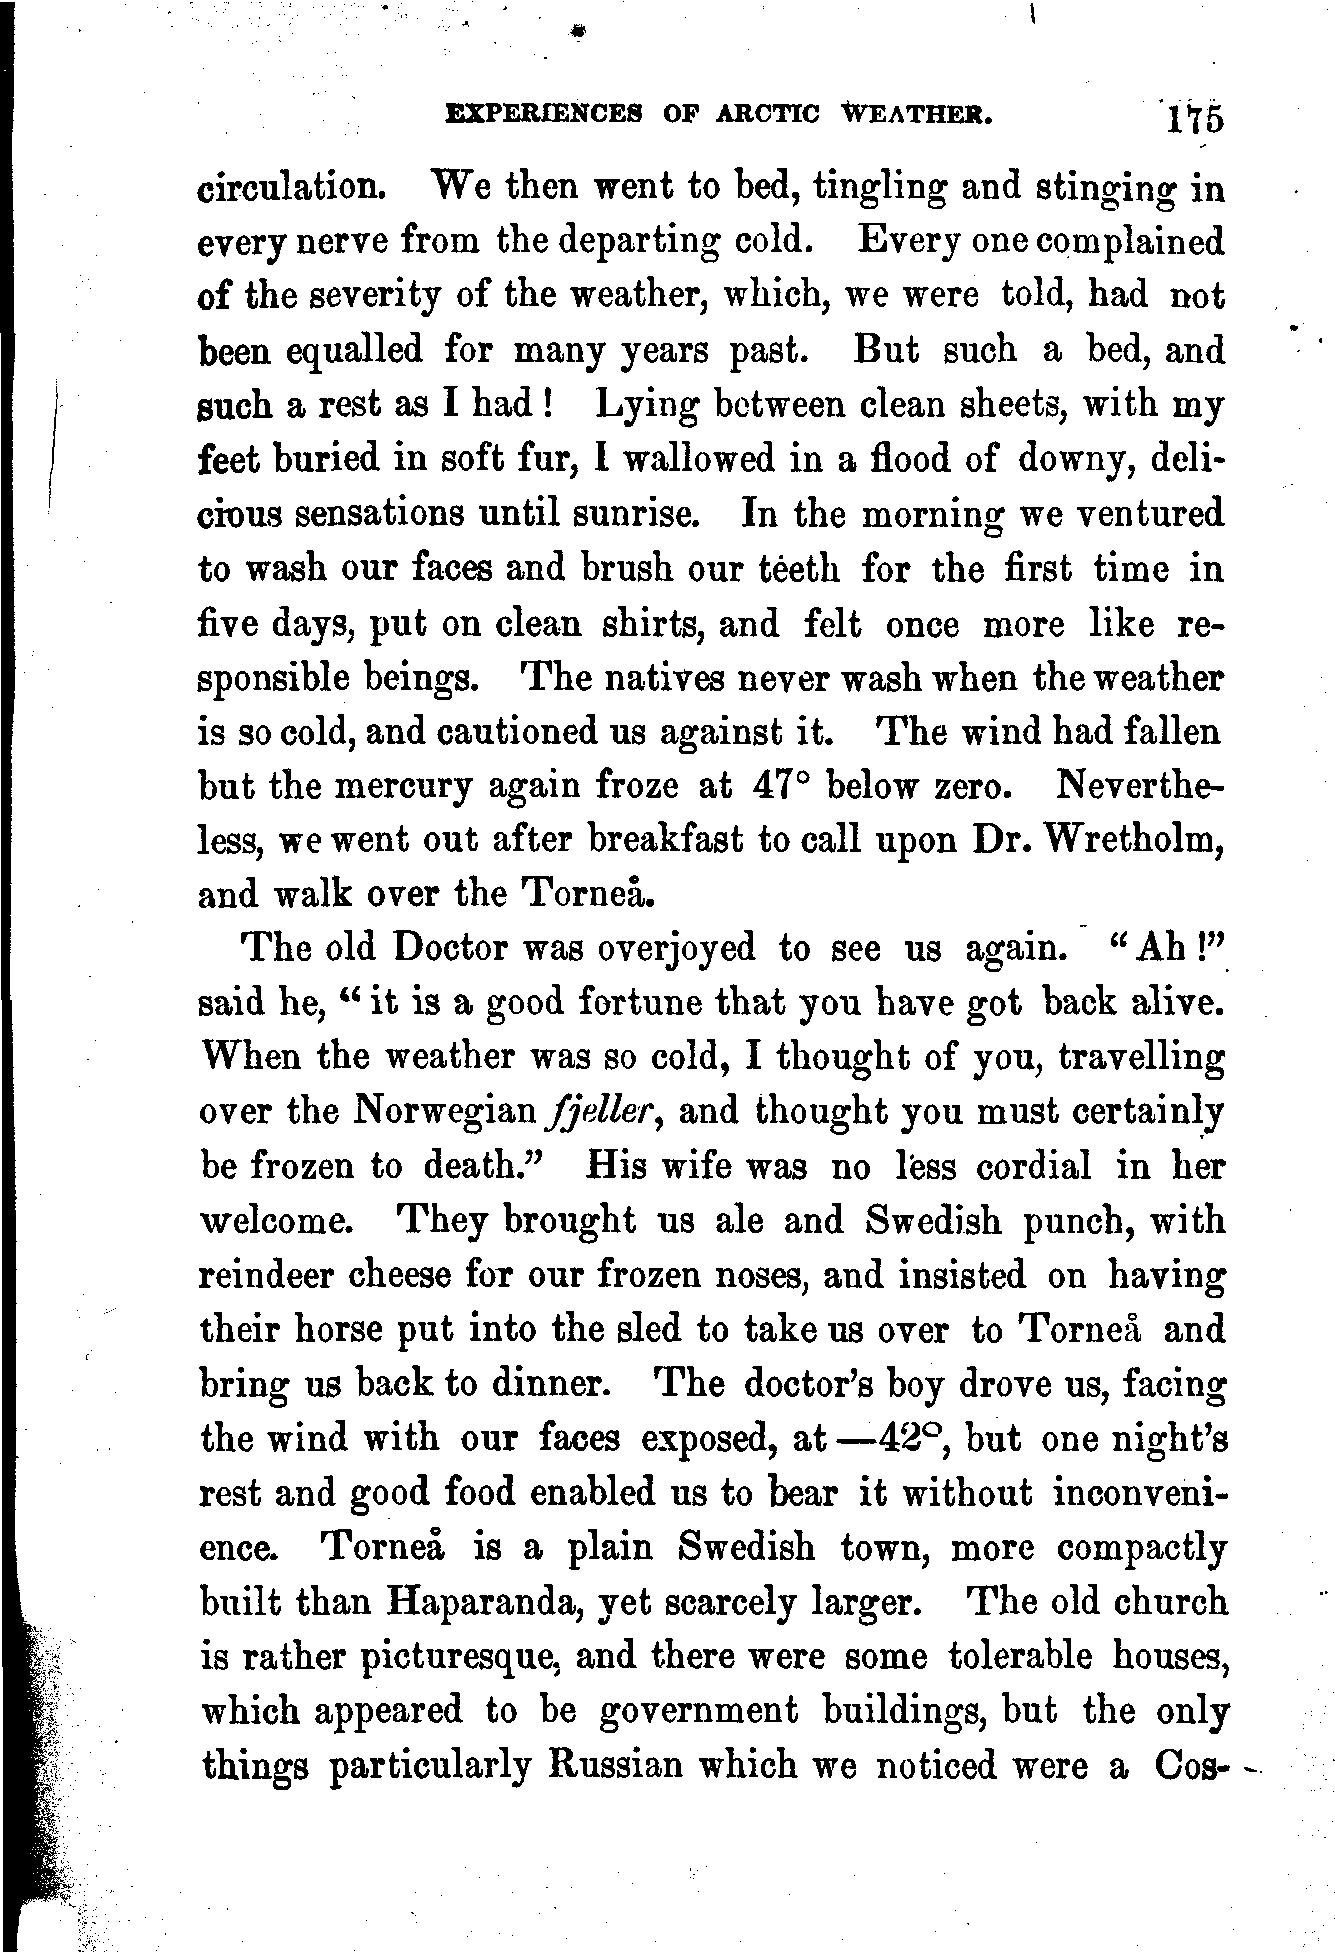 EXPERIENCES OF ARCTIC WEATHER. 175
circulation. We then went to bed, tingling and stinging in
every nerve from the departing cold. Every one complained
of the severity of the weather, which, we were told, had not
been equalled for many years past. But such a bed, and
such a rest as I had! Lying between clean sheets, with my
feet buried in soft fur, I wallowed in a flood of downy, deli-
cious sensations until sunrise. In the morning we ventured
to wash our faces and brush our teeth for the first time in
five days, put on clean shirts, and felt once more like re-
sponsible beings. The natives never wash when the weather
is so cold, and cautioned us against it. The wind had fallen
but the mercury again froze at 47° below zero. Neverthe-
less, we went out after breakfast to call upon Dr. Wretholm,
and walk over the Torneå.
The old Doctor was overjoyed to see us again. "Ah!"
said he, "it is a good fortune that you have got back alive.
When the weather was so cold, I thought of you, travelling
over the Norwegian fjeller, and thought you must certainly
be frozen to death." His wife was no less cordial in her
welcome. They brought us ale and Swedish punch, with
reindeer cheese for our frozen noses, and insisted on having
their horse put into the sled to take us over to Torneå and
bring us back to dinner. The doctor's boy drove us, facing
the wind with our faces exposed, at —42°, but one night's
rest and good food enabled us to bear it without inconveni-
ence. Torneå is a plain Swedish town, more compactly
built than Haparanda, yet scarcely larger. The old church
is rather picturesque, and there were some tolerable houses,
which appeared to be government buildings, but the only
things particularly Russian which we noticed were a Cos-